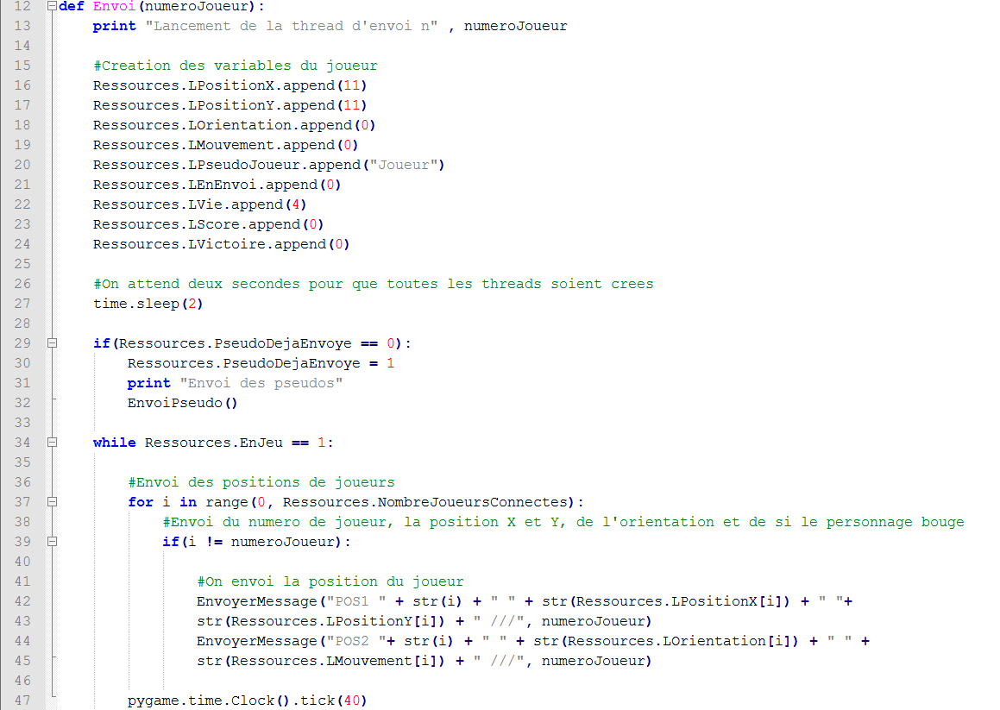 12 def Envoi(numeroJoueur):
13 print "Lancement de la thread d'envoi n" , numeroJoueur
14
15 #Creation des variables du joueur
16 Ressources.LPositionX.append(11)
17 Ressources.LPositionY.append(11)
18 Ressources.LOrientation.append(0)
19 Ressources.LMouvement.append(0)
20 Ressources.LPseudoJoueur.append("Joueur")
21 Ressources.LEnEnvoi.append(0)
22 Ressources.LVie.append(4)
23 Ressources.LScore.append(0)
24 Ressources.LVictoire.append(0)
25
26 #On attend deux secondes pour que toutes les threads soient crees
27 time.sleep(2)
28
29 if(Ressources.PseudoDejaEnvoye == 0):
30 Ressources.PseudoDejaEnvoye = 1
31 print "Envoi des pseudos"
32 EnvoiPseudo()
33
34 while Ressources.EnJeu == 1:
35
36 #Envoi des positions de joueurs
37 for i in range(0, Ressources.NombreJoueursConnectes):
38 #Envoi du numero de joueur, la position X et Y, de l'orientation et de si le personnage bouge
39 if(i != numeroJoueur):
40
41 #On envoi la position du joueur
42 EnvoyerMessage("POS1 " + str(i) + " " + str(Ressources.LPositionX[i]) + " "+
43 str(Ressources.LPositionY[i]) + " ///", numeroJoueur)
44 EnvoyerMessage("POS2 "+ str(i) + " " + str(Ressources.LOrientation[i]) + " " +
45 str(Ressources.LMouvement[i]) + " ///", numeroJoueur)
46
47 pygame.time.Clock().tick(40)